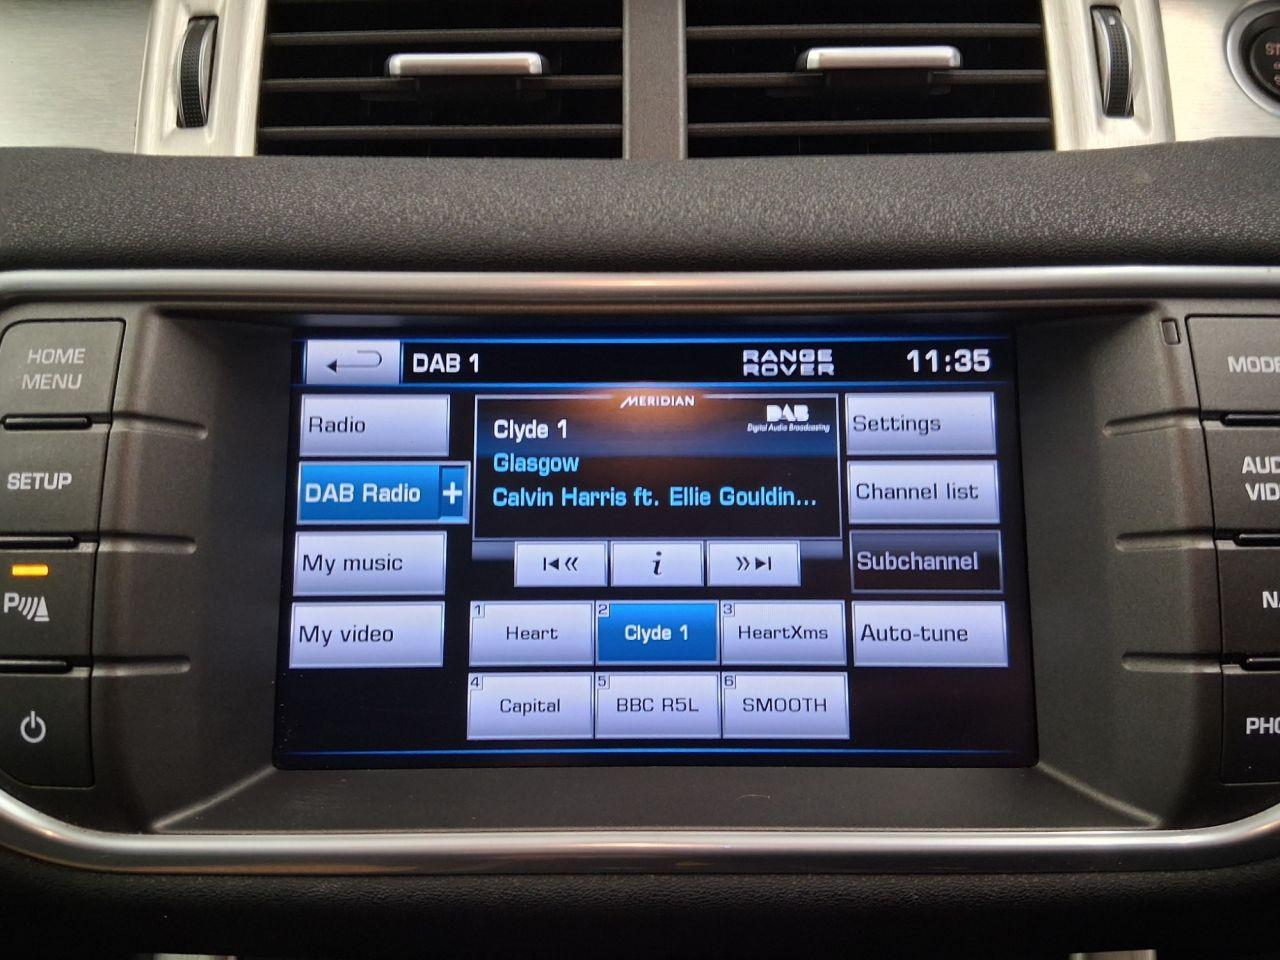 HOME
MENU
SETUP
P
DAB 1
RANGE
ROVER
11:35
Radio
DAB Radio +
My music
My video
MERIDIAN
DAB
Digital Audio Broadcasting
Clyde 1
Glasgow
Calvin Harris ft. Ellie Gouldin...
i
1 Heart
2 Clyde 1
3 HeartXms
4 Capital
5 BBC R5L
6 SMOOTH
Settings
Channel list
Subchannel
Auto-tune
MODE
AUD
VID
NA
PHO